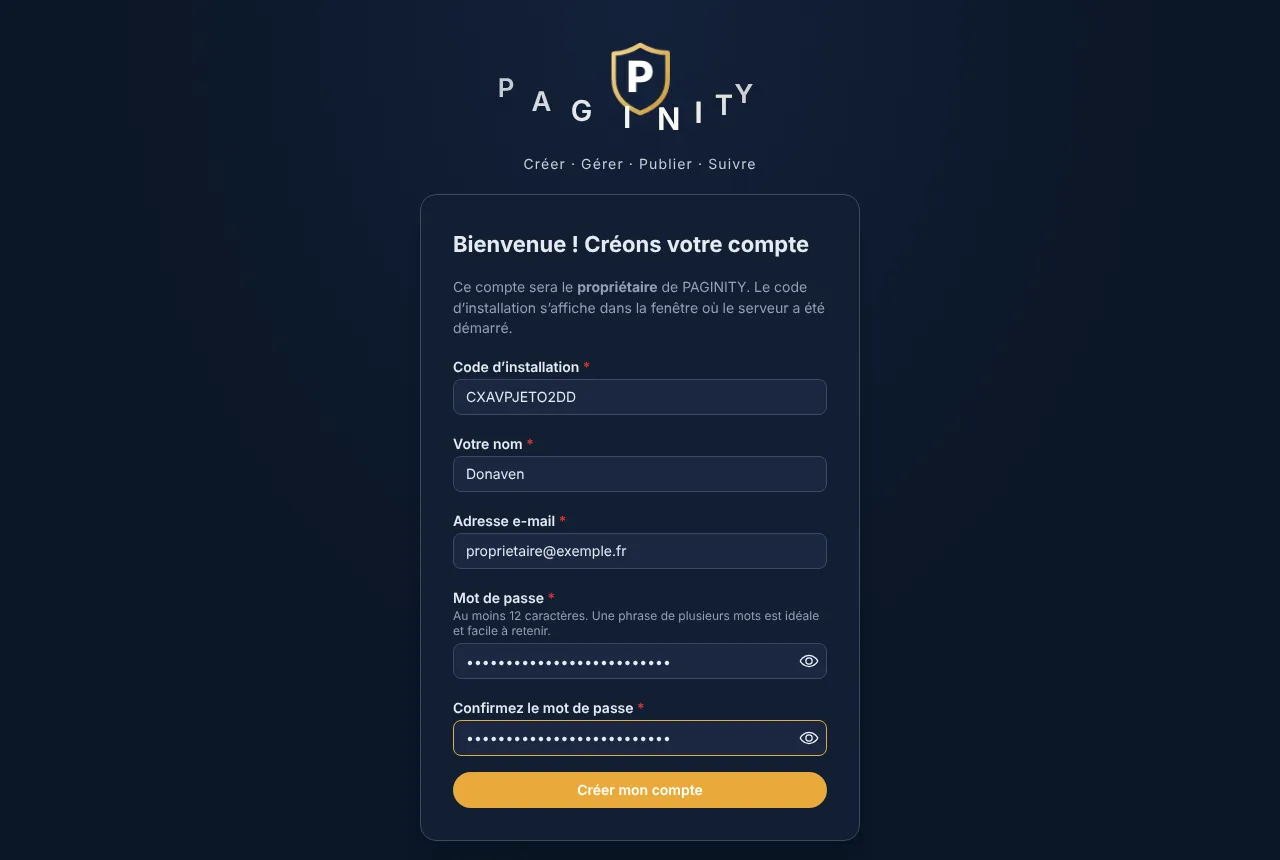 P
PAGINITY
Créer · Gérer · Publier · Suivre
Bienvenue ! Créons votre compte
Ce compte sera le propriétaire de PAGINITY. Le code
d’installation s’affiche dans la fenêtre où le serveur a été
démarré.
Code d’installation *
CXAVPJETO2DD
Votre nom *
Donaven
Adresse e-mail *
proprietaire@exemple.fr
Mot de passe *
Au moins 12 caractères. Une phrase de plusieurs mots est idéale
et facile à retenir.
••••••••••••••••••••••••••
Confirmez le mot de passe *
••••••••••••••••••••••••••
Créer mon compte